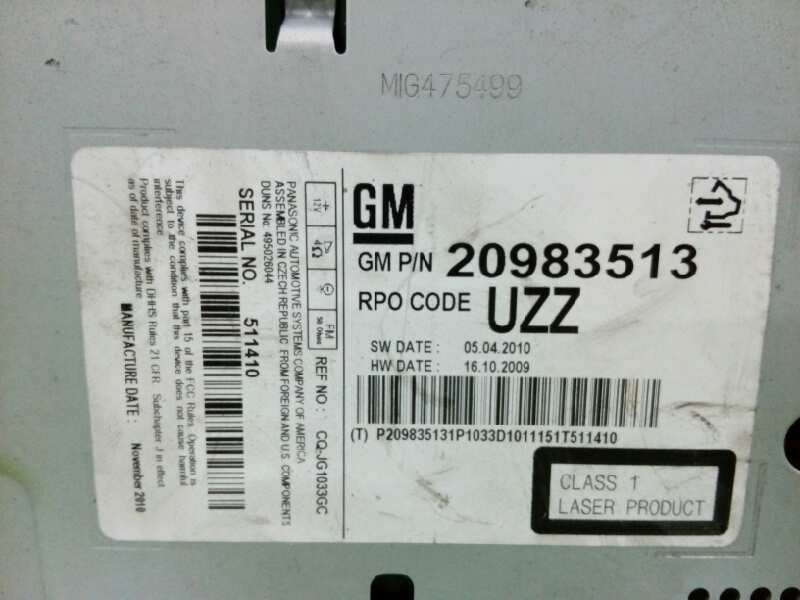 MIG475499
GM
GM P/N 20983513
RPO CODE UZZ
SW DATE : 05.04.2010
HW DATE : 16.10.2009
(T) P209835131P1033D1011151T511410
CLASS 1
LASER PRODUCT
+ 12V 4Ω FM 50 Ohms
REF NO : CQ-JG1033GC
PANASONIC AUTOMOTIVE SYSTEMS COMPANY OF AMERICA
ASSEMBLED IN CZECH REPUBLIC FROM FOREIGN AND U.S. COMPONENTS
DUNS No: 495026044
SERIAL NO. 511410
This device complies with part 15 of the FCC Rules. Operation is
subject to the condition that this device does not cause harmful
interference
Product complies with DHHS Rules 21 CFR Subchapter J in effect
as of date of manufacture.
MANUFACTURE DATE : November 2010